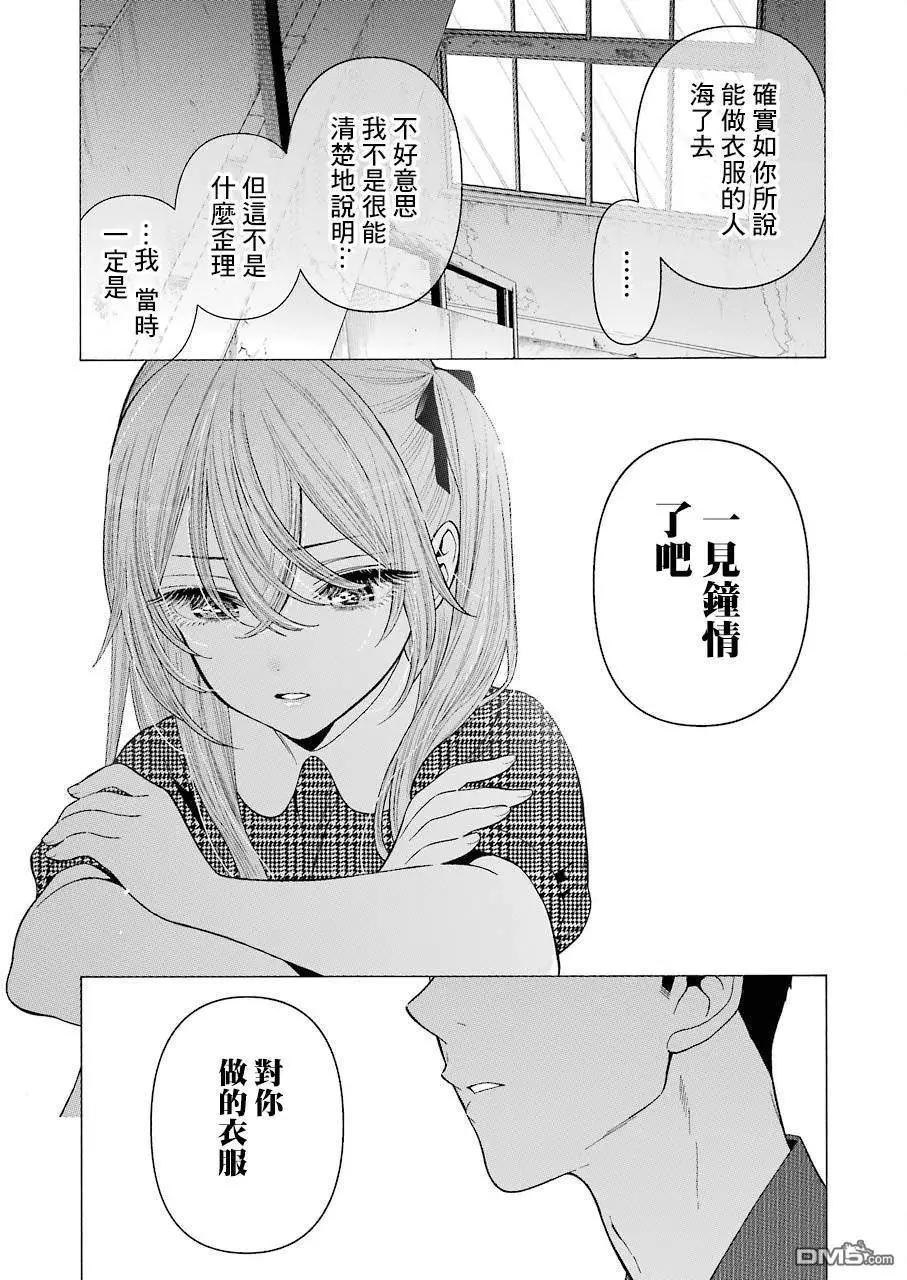 確實如你所說
能做衣服的人
海了去
……
不好意思
我不是很能
清楚地說明…
但這不是
什麼歪理
…我 當時
一定是
一見鐘情
了吧
對你
做的衣服
DM5.com